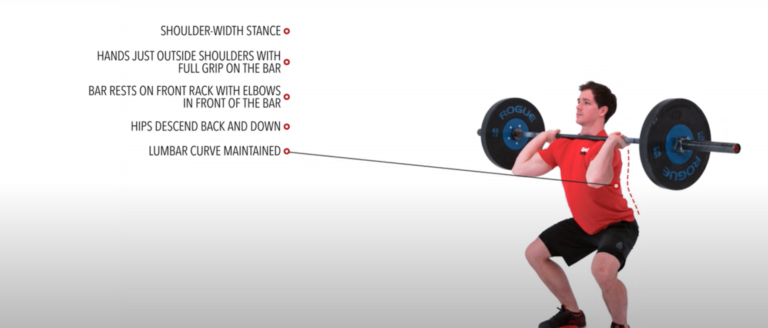 SHOULDER-WIDTH STANCE
HANDS JUST OUTSIDE SHOULDERS WITH
FULL GRIP ON THE BAR
BAR RESTS ON FRONT RACK WITH ELBOWS
IN FRONT OF THE BAR
HIPS DESCEND BACK AND DOWN
LUMBAR CURVE MAINTAINED
ROGUE
ROGUE